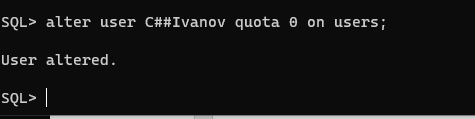 SQL> alter user C##Ivanov quota 0 on users;
User altered.
SQL>